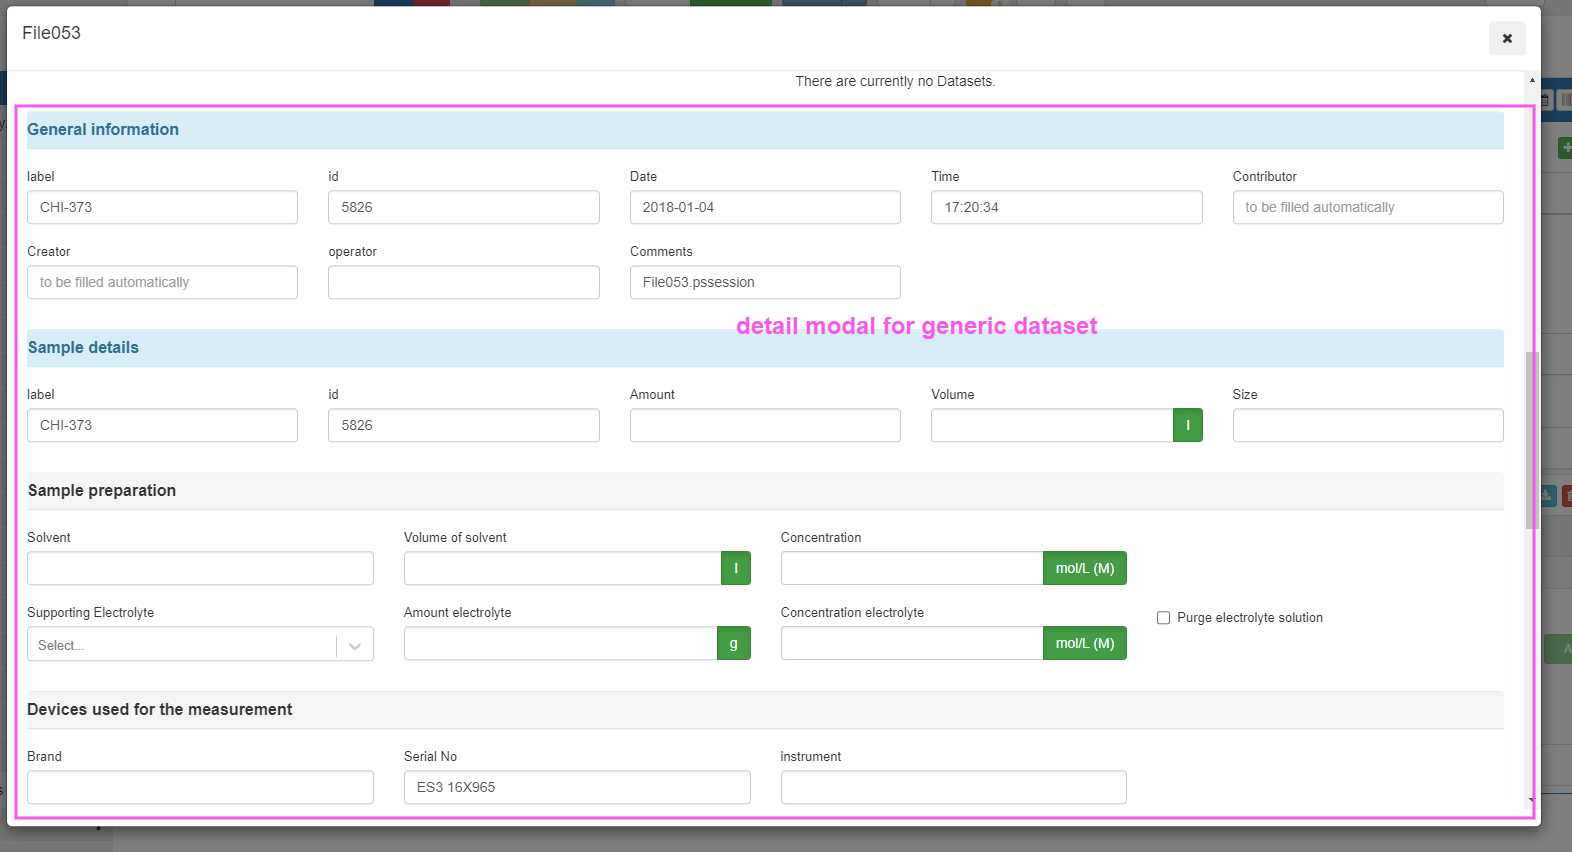 File053
There are currently no Datasets.
General information
label id Date Time Contributor
CHI-373 5826 2018-01-04 17:20:34 to be filled automatically
Creator operator Comments
to be filled automatically File053.pssession
detail modal for generic dataset
Sample details
label id Amount Volume Size
CHI-373 5826 l
Sample preparation
Solvent Volume of solvent Concentration
l mol/L (M)
Supporting Electrolyte Amount electrolyte Concentration electrolyte Purge electrolyte solution
Select... g mol/L (M)
Devices used for the measurement
Brand Serial No instrument
ES3 16X965